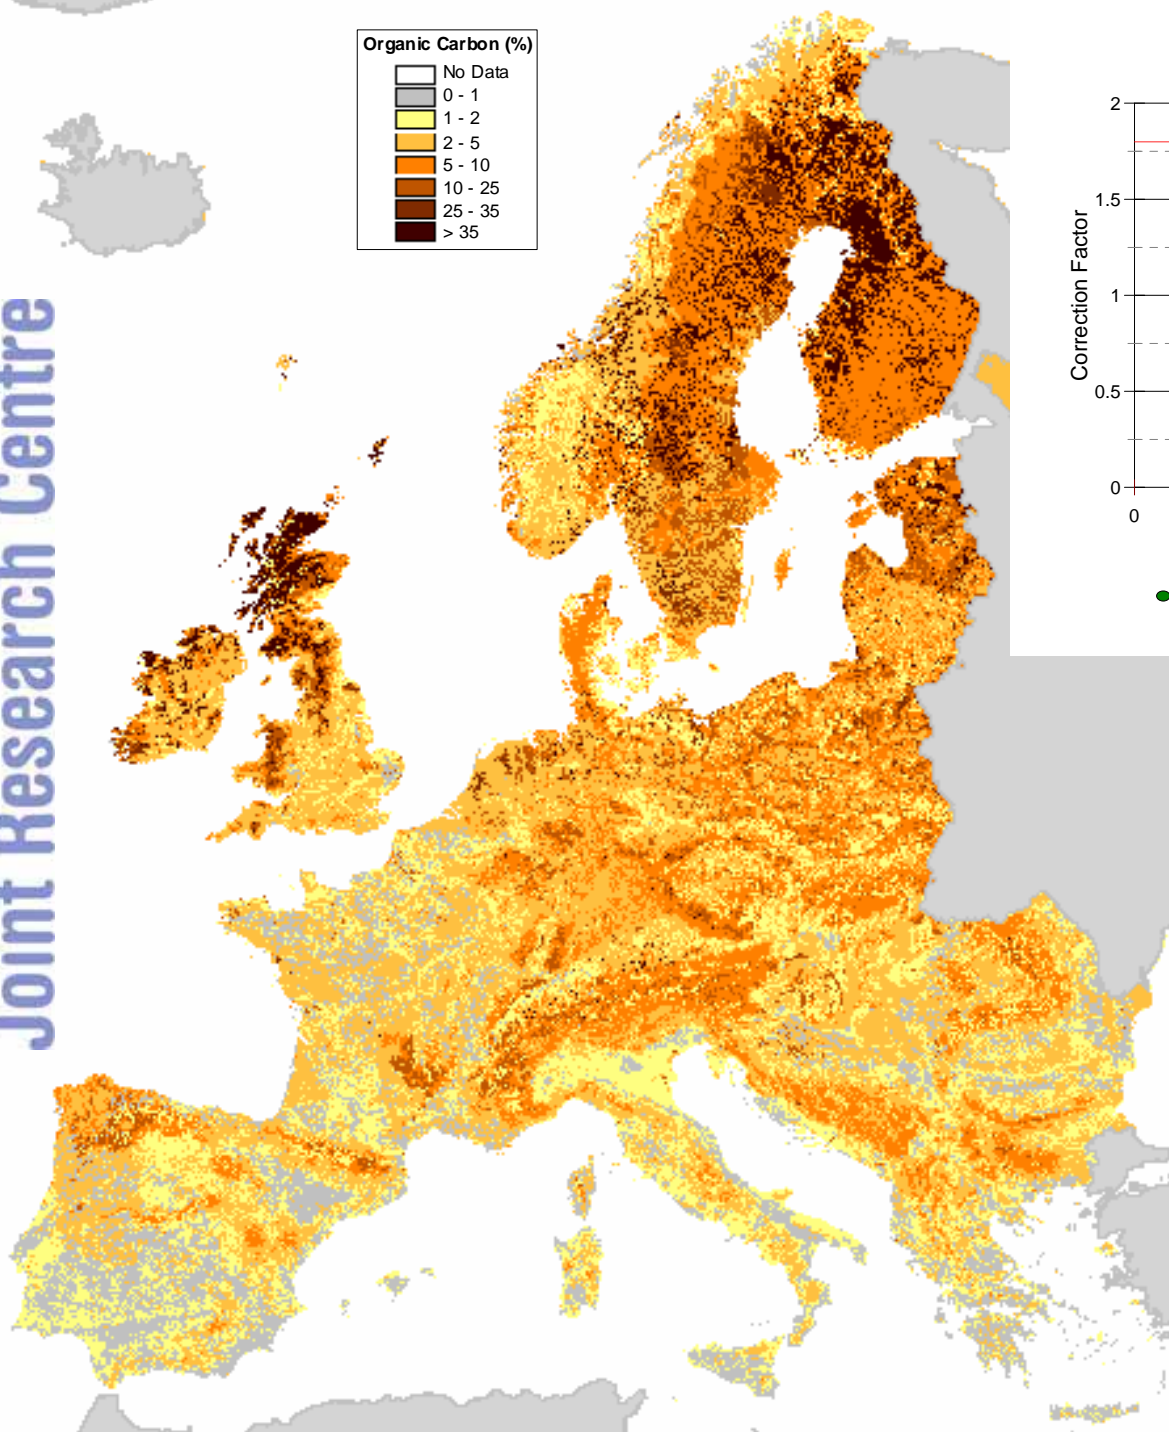 Organic Carbon (%)
No Data
0 - 1
1 - 2
2 - 5
5 - 10
10 - 25
25 - 35
> 35
Joint Research Centre
Correction Factor
2
1.5
1
0.5
0
0